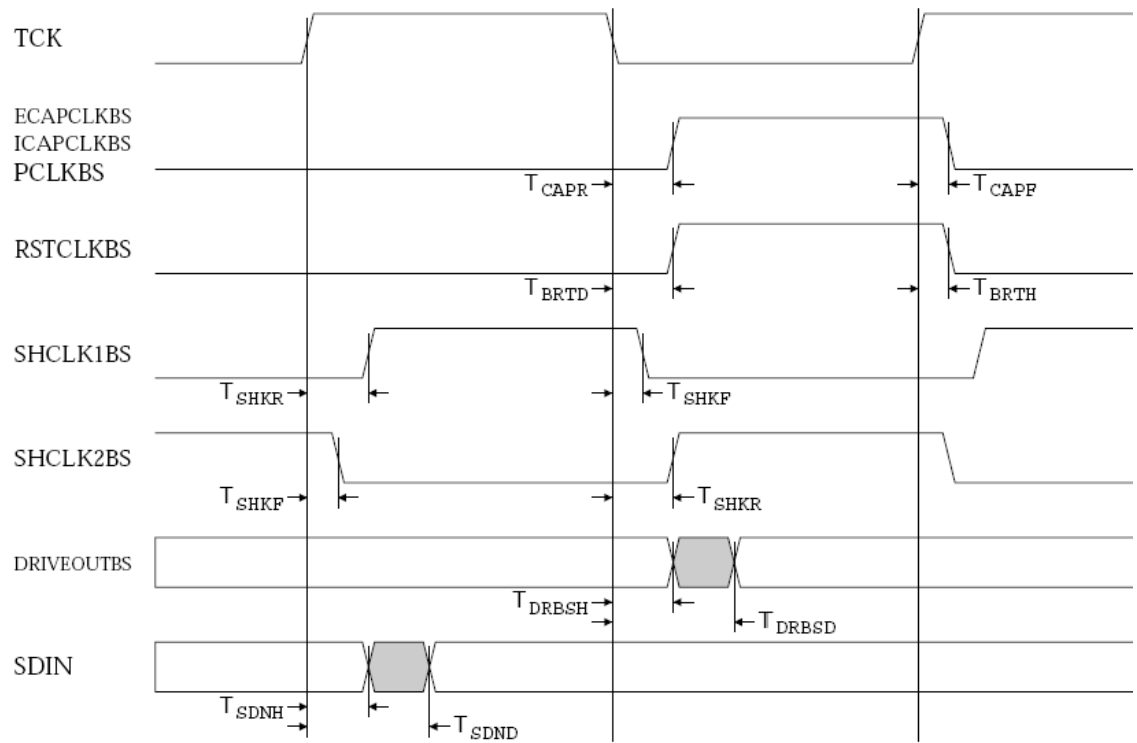 TCK
ECAPCLKBS
ICAPCLKBS
PCLKBS
TCAPR TCAPF
RSTCLKBS
TBRTD TBRTH
SHCLK1BS
TSHKR TSHKF
SHCLK2BS
TSHKF TSHKR
DRIVEOUTBS
TDRBSH TDRBSD
SDIN
TSDNH TSDND